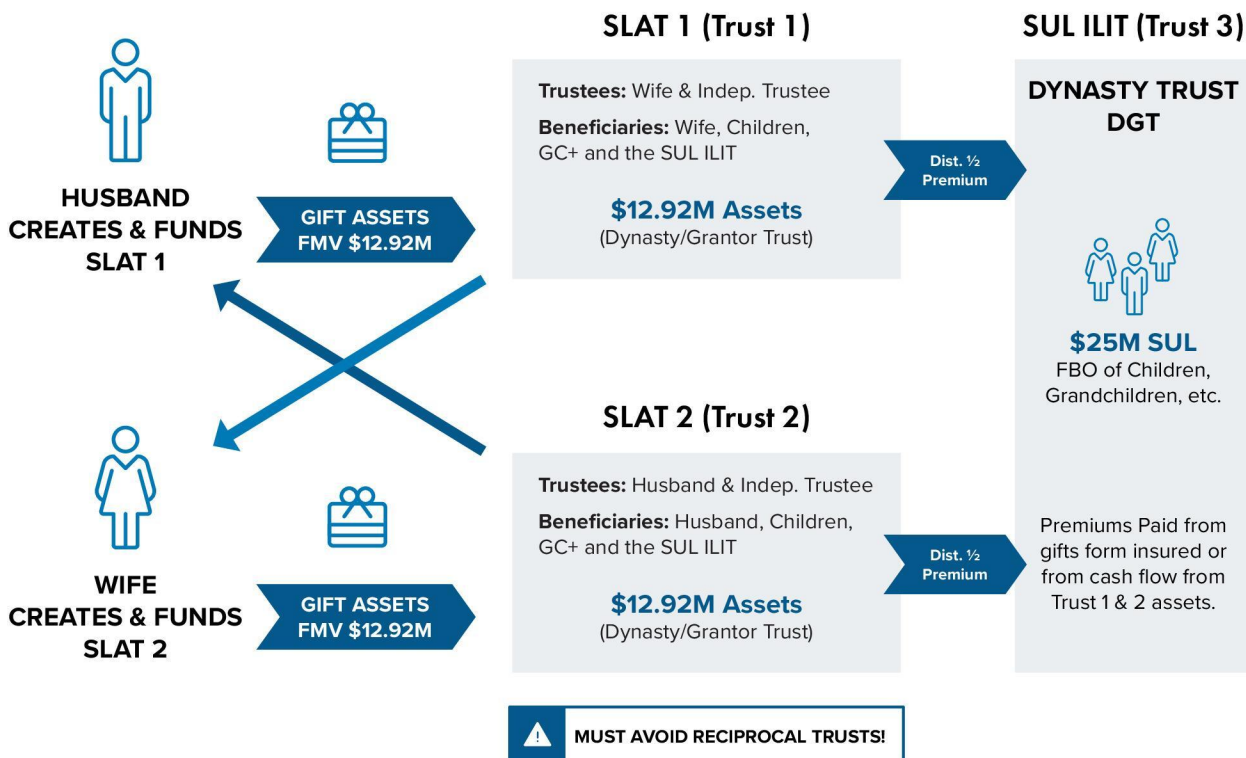 SLAT 1 (Trust 1)
SUL ILIT (Trust 3)
HUSBAND
CREATES & FUNDS
SLAT 1
GIFT ASSETS
FMV $12.92M
Trustees: Wife & Indep. Trustee
Beneficiaries: Wife, Children,
GC+ and the SUL ILIT
$12.92M Assets
(Dynasty/Grantor Trust)
Dist. ½
Premium
DYNASTY TRUST
DGT
$25M SUL
FBO of Children,
Grandchildren, etc.
SLAT 2 (Trust 2)
WIFE
CREATES & FUNDS
SLAT 2
GIFT ASSETS
FMV $12.92M
Trustees: Husband & Indep. Trustee
Beneficiaries: Husband, Children,
GC+ and the SUL ILIT
$12.92M Assets
(Dynasty/Grantor Trust)
Dist. ½
Premium
Premiums Paid from
gifts form insured or
from cash flow from
Trust 1 & 2 assets.
MUST AVOID RECIPROCAL TRUSTS!